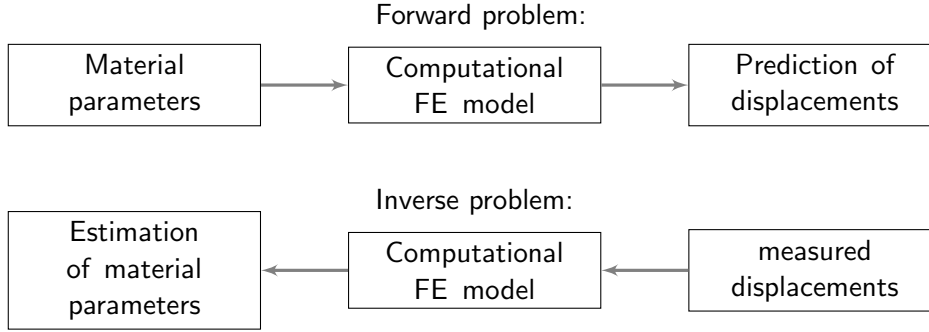 Forward problem:
Material
parameters
Computational
FE model
Prediction of
displacements
Inverse problem:
Estimation
of material
parameters
Computational
FE model
measured
displacements